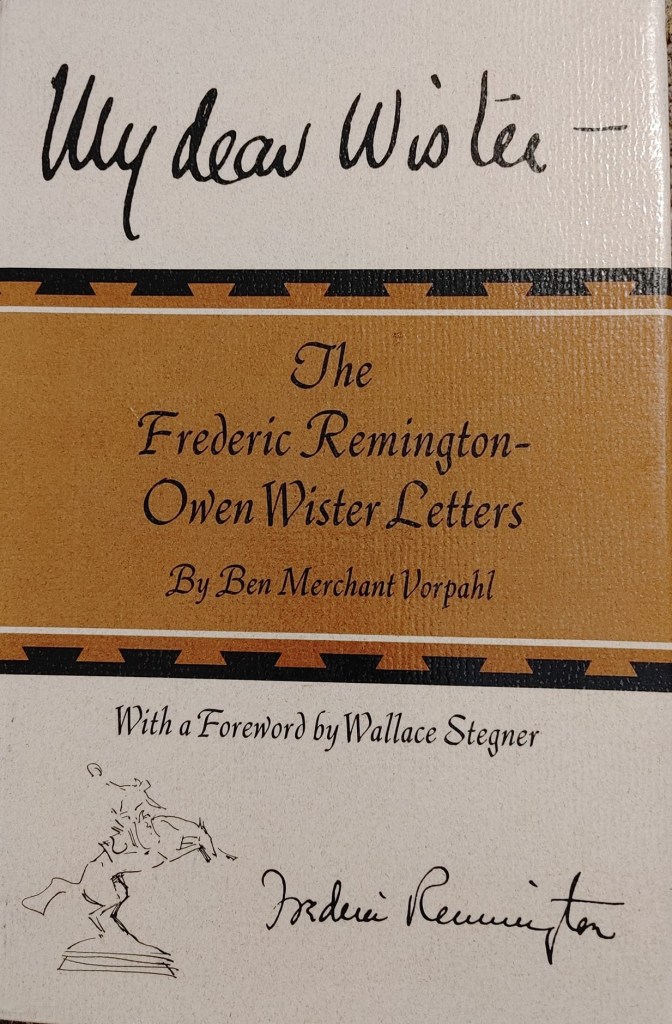 My dear Wister —
The
Frederic Remington-
Owen Wister Letters
By Ben Merchant Vorpahl
With a Foreword by Wallace Stegner
Frederic Remington